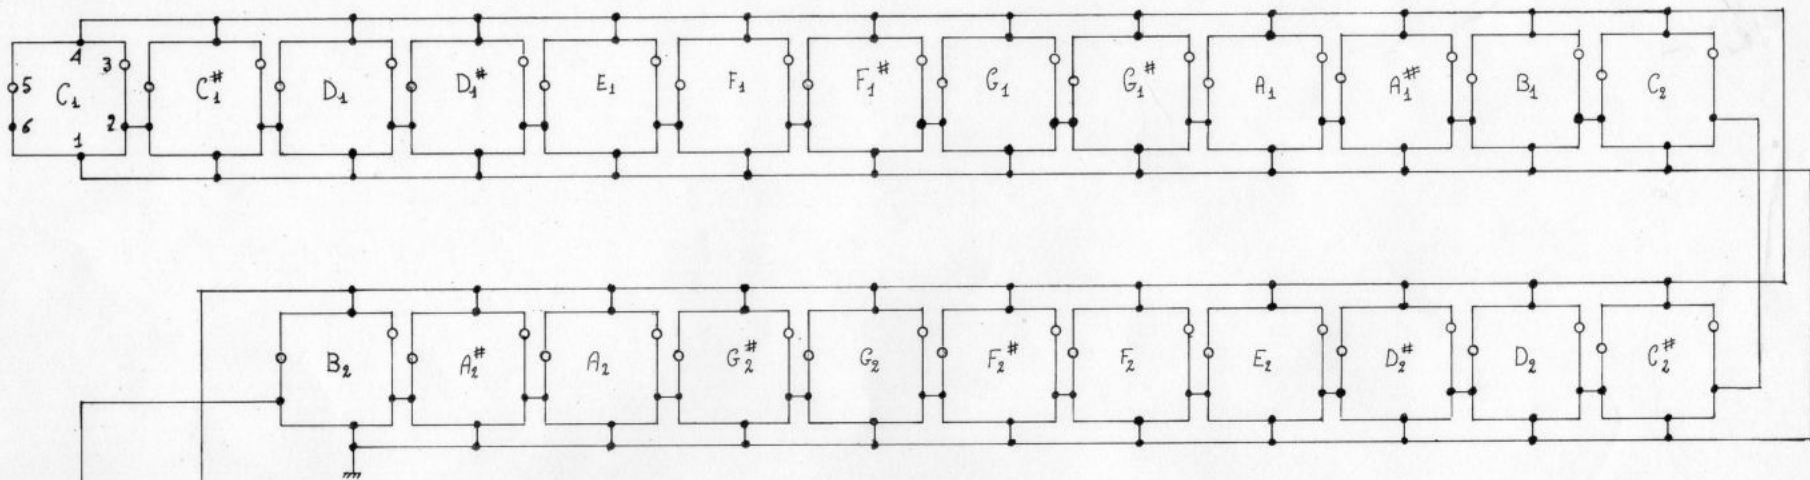 4
3
5 C₁ C₁# D₁ D₁# E₁ F₁ F₁# G₁ G₁# A₁ A₁# B₁ C₂
6 2
1
B₂ A₂# A₂ G₂# G₂ F₂# F₂ E₂ D₂# D₂ C₂#